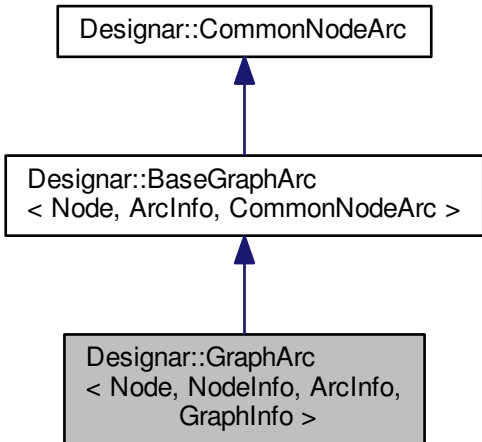 Designar::CommonNodeArc
Designar::BaseGraphArc
< Node, ArcInfo, CommonNodeArc >
Designar::GraphArc
< Node, NodeInfo, ArcInfo,
GraphInfo >